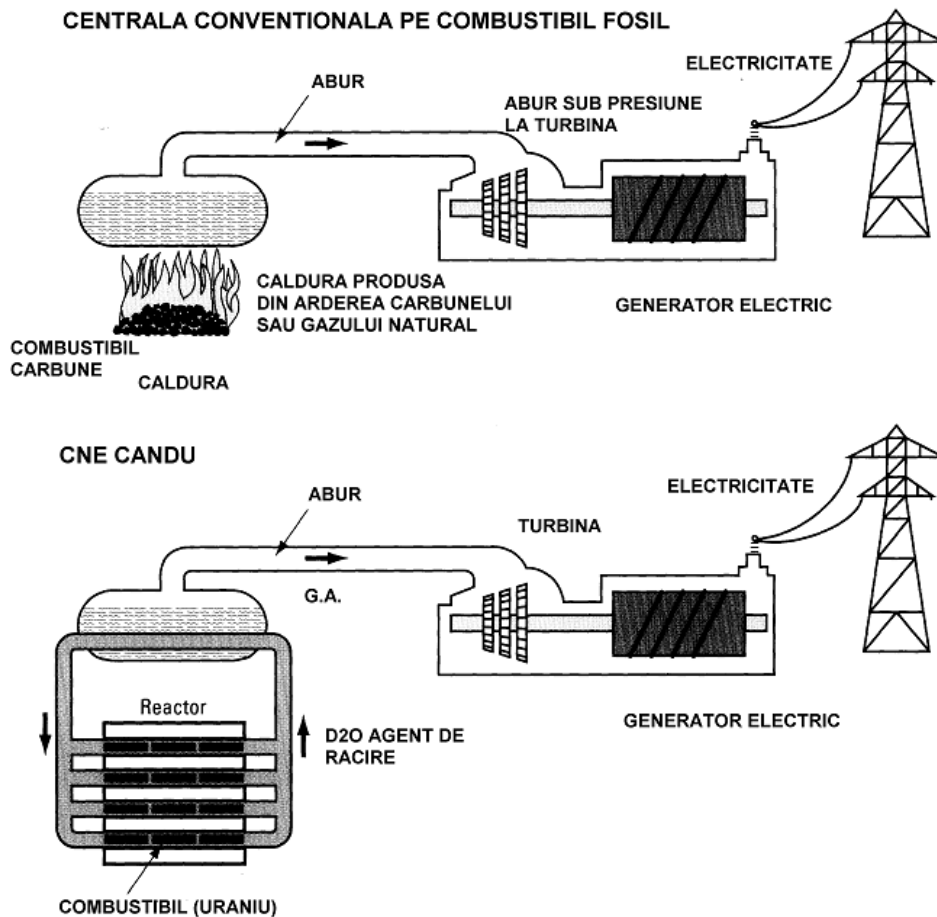 CENTRALA CONVENTIONALA PE COMBUSTIBIL FOSIL
ELECTRICITATE
ABUR
ABUR SUB PRESIUNE
LA TURBINA
CALDURA PRODUSA
DIN ARDEREA CARBUNELUI
SAU GAZULUI NATURAL
GENERATOR ELECTRIC
COMBUSTIBIL
CARBUNE
CALDURA
CNE CANDU
ELECTRICITATE
ABUR
TURBINA
G.A.
Reactor
D2O AGENT DE
RACIRE
GENERATOR ELECTRIC
COMBUSTIBIL (URANIU)